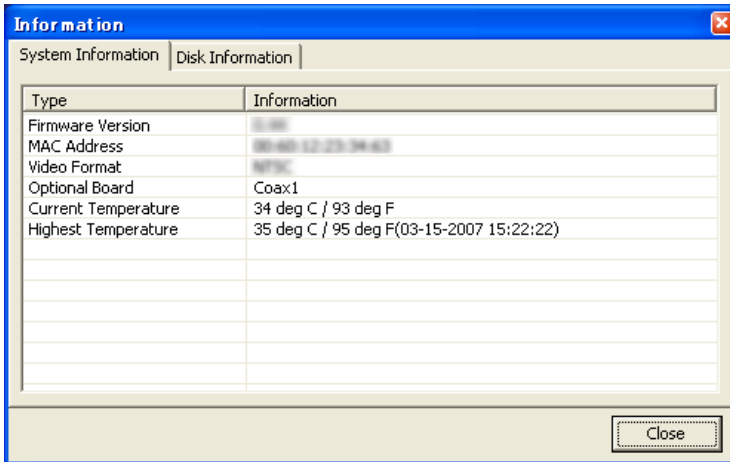 Information
System Information Disk Information
Type Information
Firmware Version
MAC Address
Video Format
Optional Board Coax1
Current Temperature 34 deg C / 93 deg F
Highest Temperature 35 deg C / 95 deg F(03-15-2007 15:22:22)
Close